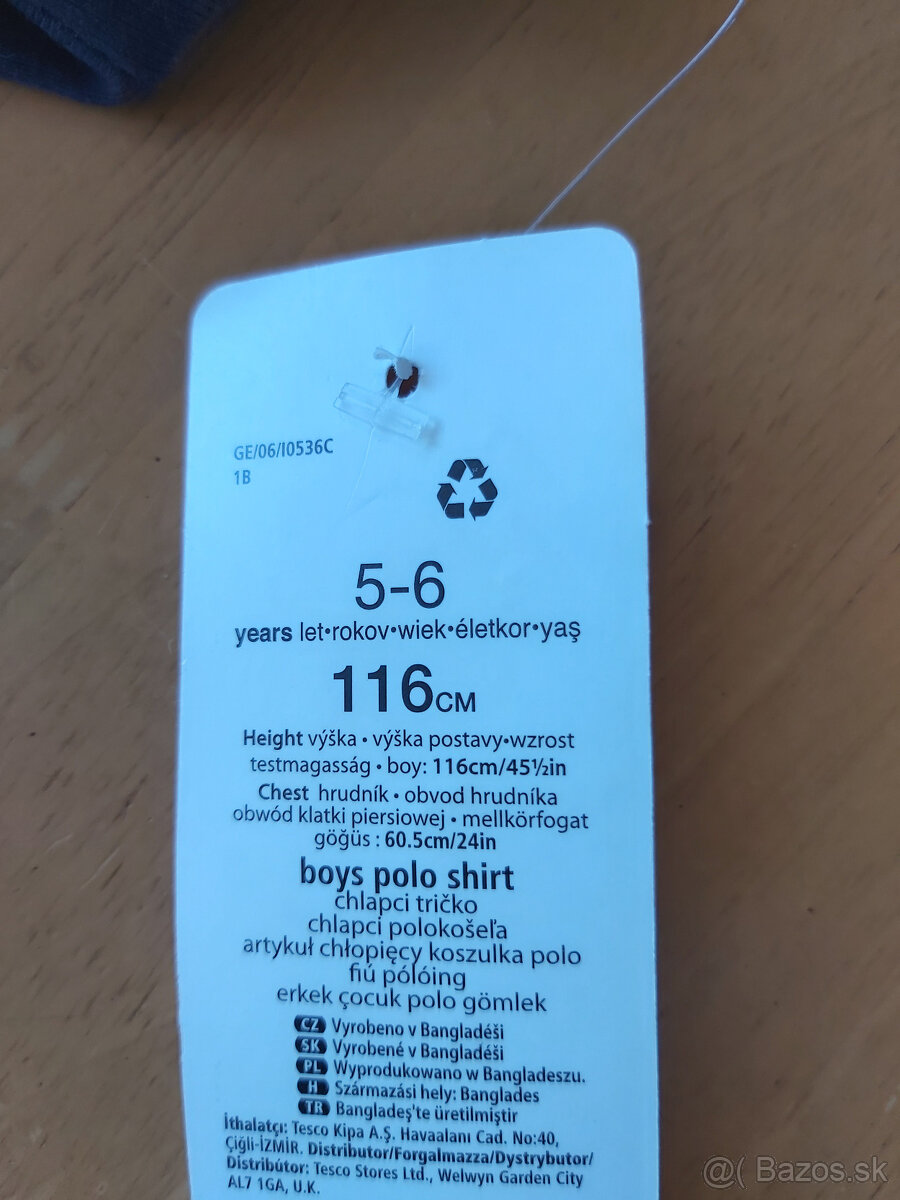 GE/06/I0536C
1B
5-6
years let•rokov•wiek•életkor•yaş
116CM
Height výška • výška postavy•wzrost
testmagasság • boy: 116cm/45½in
Chest hrudník • obvod hrudníka
obwód klatki piersiowej • mellkörfogat
göğüs : 60.5cm/24in
boys polo shirt
chlapci tričko
chlapci polokošeľa
artykuł chłopięcy koszulka polo
fiú pólóing
erkek çocuk polo gömlek
CZ Vyrobeno v Bangladéši
SK Vyrobené v Bangladéši
PL Wyprodukowano w Bangladeszu.
H Származási hely: Banglades
TR Bangladeş'te üretilmiştir
İthalatçı: Tesco Kipa A.Ş. Havaalanı Cad. No:40,
Çiğli-İZMİR. Distributor/Forgalmazza/Dystrybutor/
Distribútor: Tesco Stores Ltd., Welwyn Garden City
AL7 1GA, U.K.
@( Bazos.sk